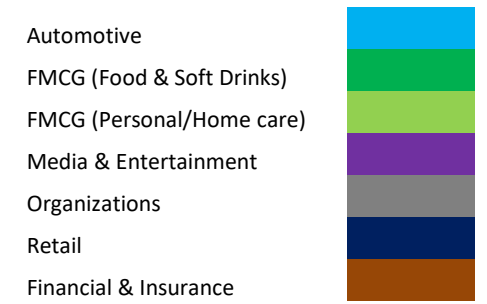 Automotive
FMCG (Food & Soft Drinks)
FMCG (Personal/Home care)
Media & Entertainment
Organizations
Retail
Financial & Insurance